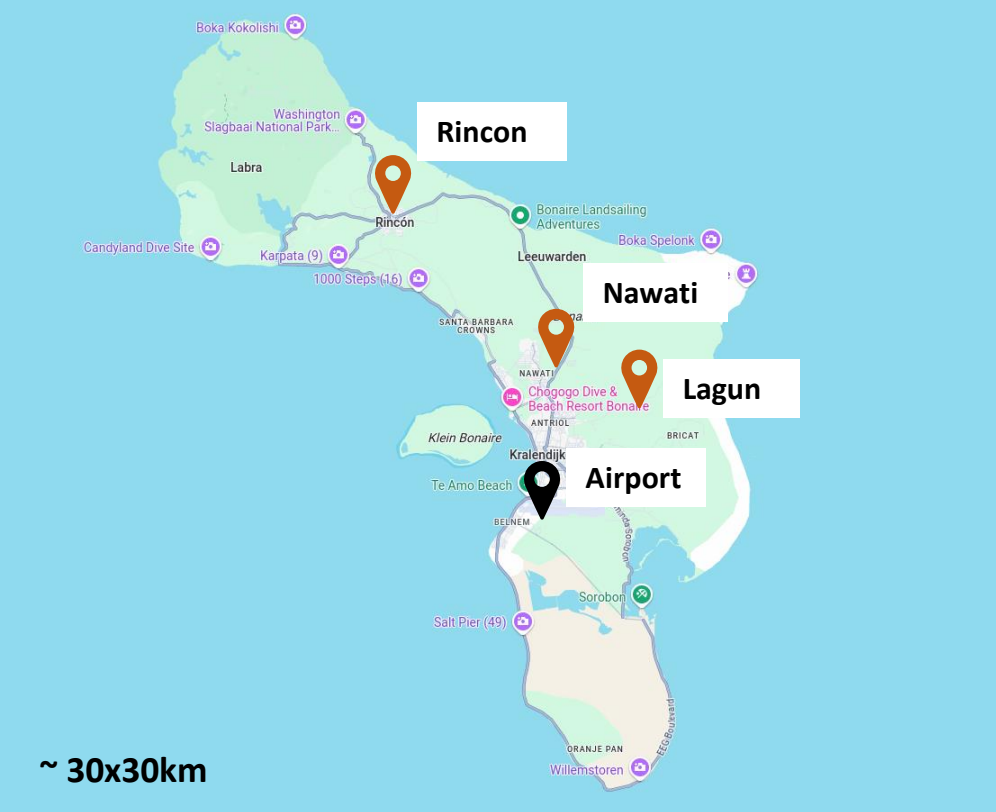 Boka Kokolishi
Washington
Slagbaai National Park...
Rincon
Labra
Rincón
Bonaire Landsailing
Adventures
Candyland Dive Site
Karpata (9)
Boka Spelonk
Leeuwarden
1000 Steps (16)
Nawati
SANTA BARBARA
CROWNS
NAWATI
Lagun
Chogogo Dive &
Beach Resort Bonaire
ANTRIOL
Klein Bonaire
BRICAT
Kralendijk
Airport
Te Amo Beach
BELNEM
Sorobon
Salt Pier (49)
EEG Boulevard
ORANJE PAN
~ 30x30km
Willemstoren